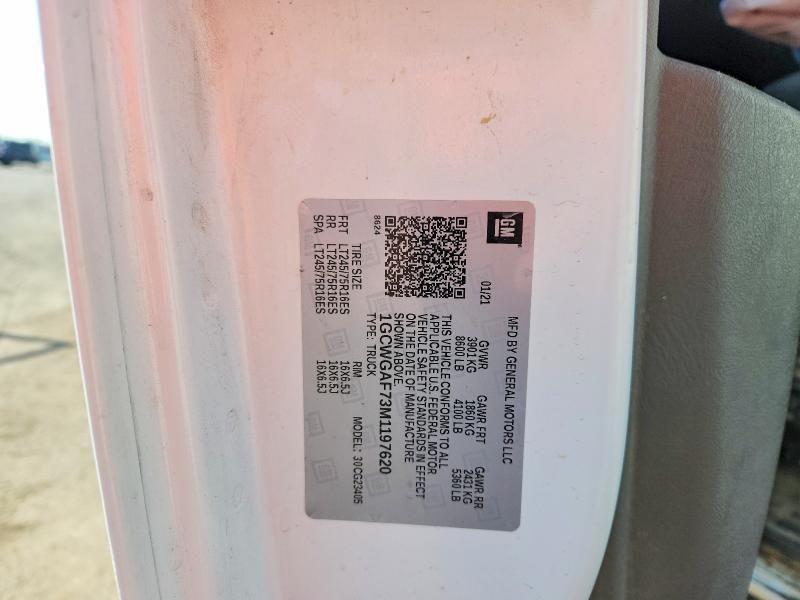 GM
MFD BY GENERAL MOTORS LLC
01/21 GVWR GAWR FRT GAWR RR
3901 KG 1860 KG 2431 KG
8600 LB 4100 LB 5360 LB
THIS VEHICLE CONFORMS TO ALL
APPLICABLE U.S. FEDERAL MOTOR
VEHICLE SAFETY STANDARDS IN EFFECT
ON THE DATE OF MANUFACTURE
SHOWN ABOVE.
8624
1GCWGAF73M1197620
TYPE: TRUCK MODEL: 30CG23405
TIRE SIZE RIM
FRT LT245/75R16ES 16X6.5J
RR LT245/75R16ES 16X6.5J
SPA LT245/75R16ES 16X6.5J